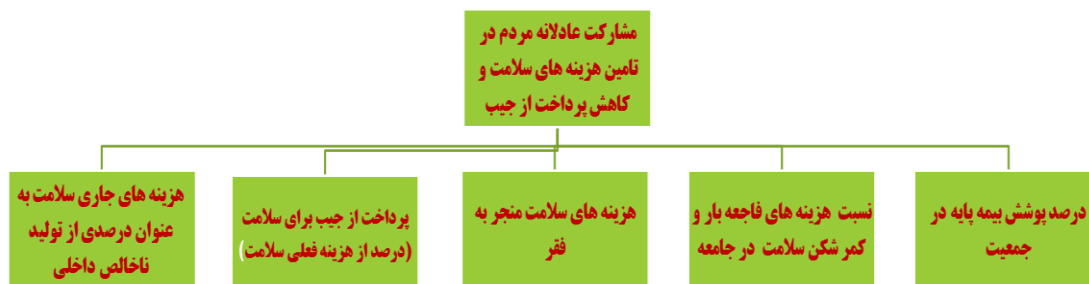 مشارکت عادلانه مردم در
تامین هزینه های سلامت و
کاهش پرداخت از جیب
درصد پوشش بیمه پایه در
جمعیت
نسبت هزینه های فاجعه بار و
کمر شکن سلامت در جامعه
هزینه های سلامت منجر به
فقر
پرداخت از جیب برای سلامت
(درصد از هزینه فعلی سلامت)
هزینه های جاری سلامت به
عنوان درصدی از تولید
ناخالص داخلی